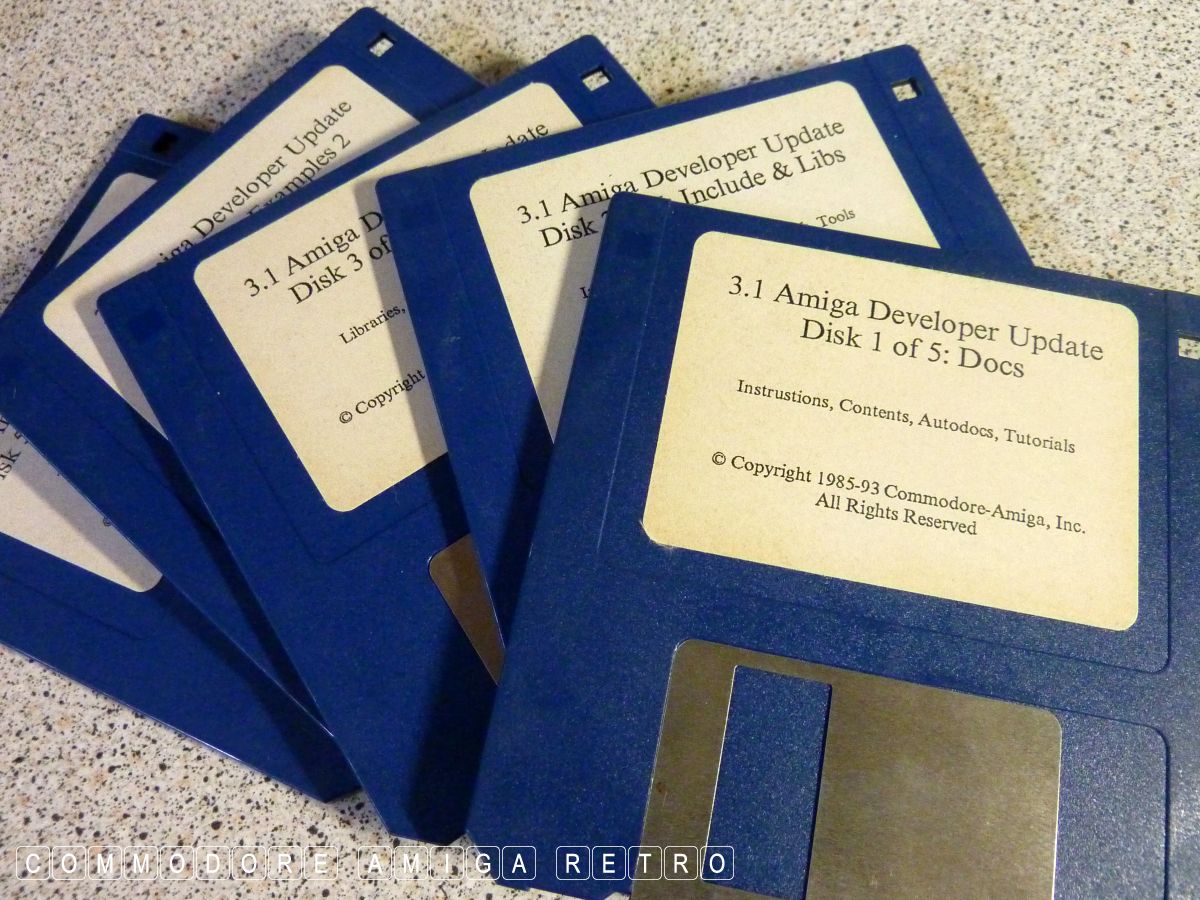 3.1 Amiga Developer Update
Disk 1 of 5: Docs
Instrustions, Contents, Autodocs, Tutorials
© Copyright 1985-93 Commodore-Amiga, Inc.
All Rights Reserved
3.1 Amiga Developer Update
Disk Include & Libs
Tools
3.1 Amiga
Disk 3 of
Libraries,
© Copyright
Developer Update
Examples 2
COMMODORE AMIGA RETRO